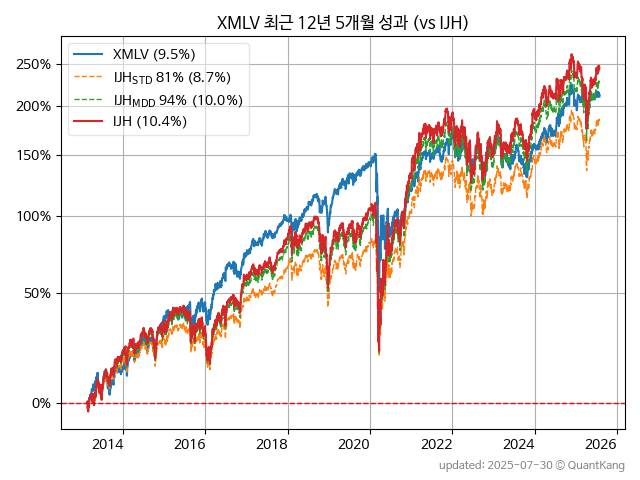 XMLV 최근 12년 5개월 성과 (vs IJH)
XMLV (9.5%)
IJH_STD 81% (8.7%)
IJH_MDD 94% (10.0%)
IJH (10.4%)
250%
200%
150%
100%
50%
0%
2014 2016 2018 2020 2022 2024 2026
updated: 2025-07-30 © QuantKang